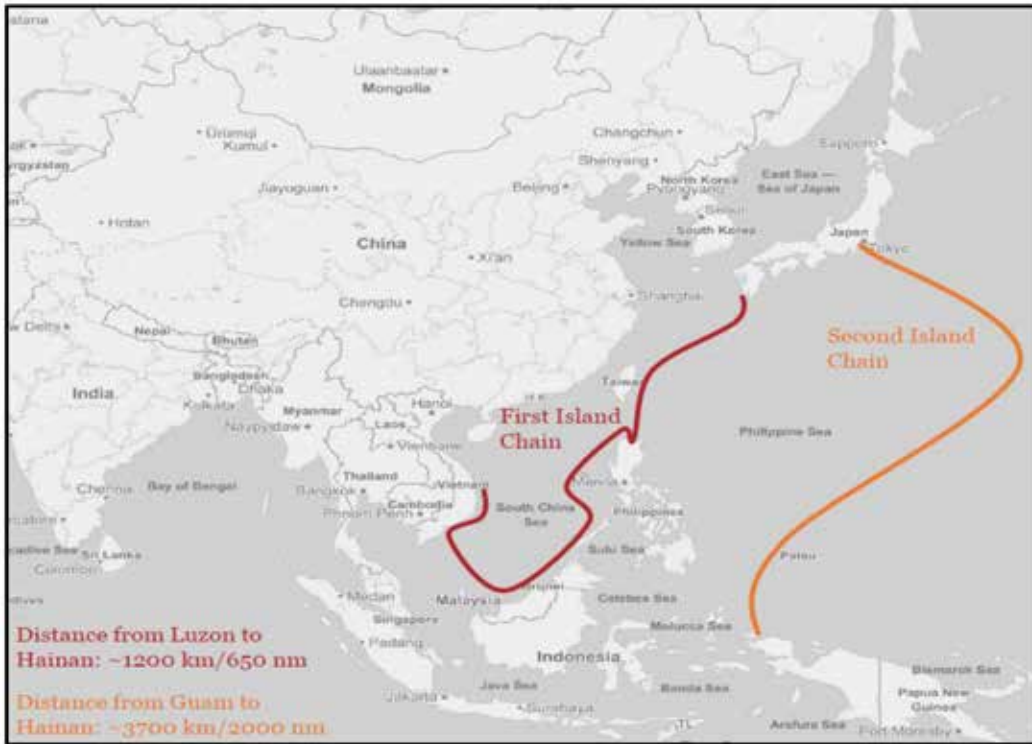 Ulaanbaatar
Mongolia
Urumqi
Kumul
Changchun
Shenyang
Sapporo
Jiayuguan
Beijing
North Korea
Pyongyang
East Sea —
Sea of Japan
Hotan
Seoul
South Korea
China
Xi'an
Yellow Sea
Japan
Tokyo
Chengdu
Shanghai
Nepal
Bhutan
Second Island
Chain
Bangladesh
Dhaka
India
Kolkata
Myanmar
Hanoi
Laos
Naypyidaw
First Island
Chain
Philippine Sea
Thailand
Vietnam
Manila
Chenna
Bay of Bengal
Bangkok
Cambodia
Phnom Penh
South China
Sea
Philippines
Sri Lanka
Colombo
Sulu Sea
Palau
Medan
Malaysia
Singapore
Celebes Sea
Distance from Luzon to
Hainan: ~1200 km/650 nm
Padang
Molucca Sea
Indonesia
Distance from Guam to
Hainan: ~3700 km/2000 nm
Jakarta
Java Sea
Surabaya
Banda Sea
TL
Arafura Sea
Bismarck Sea
Papua New
Guinea
Port Moresby